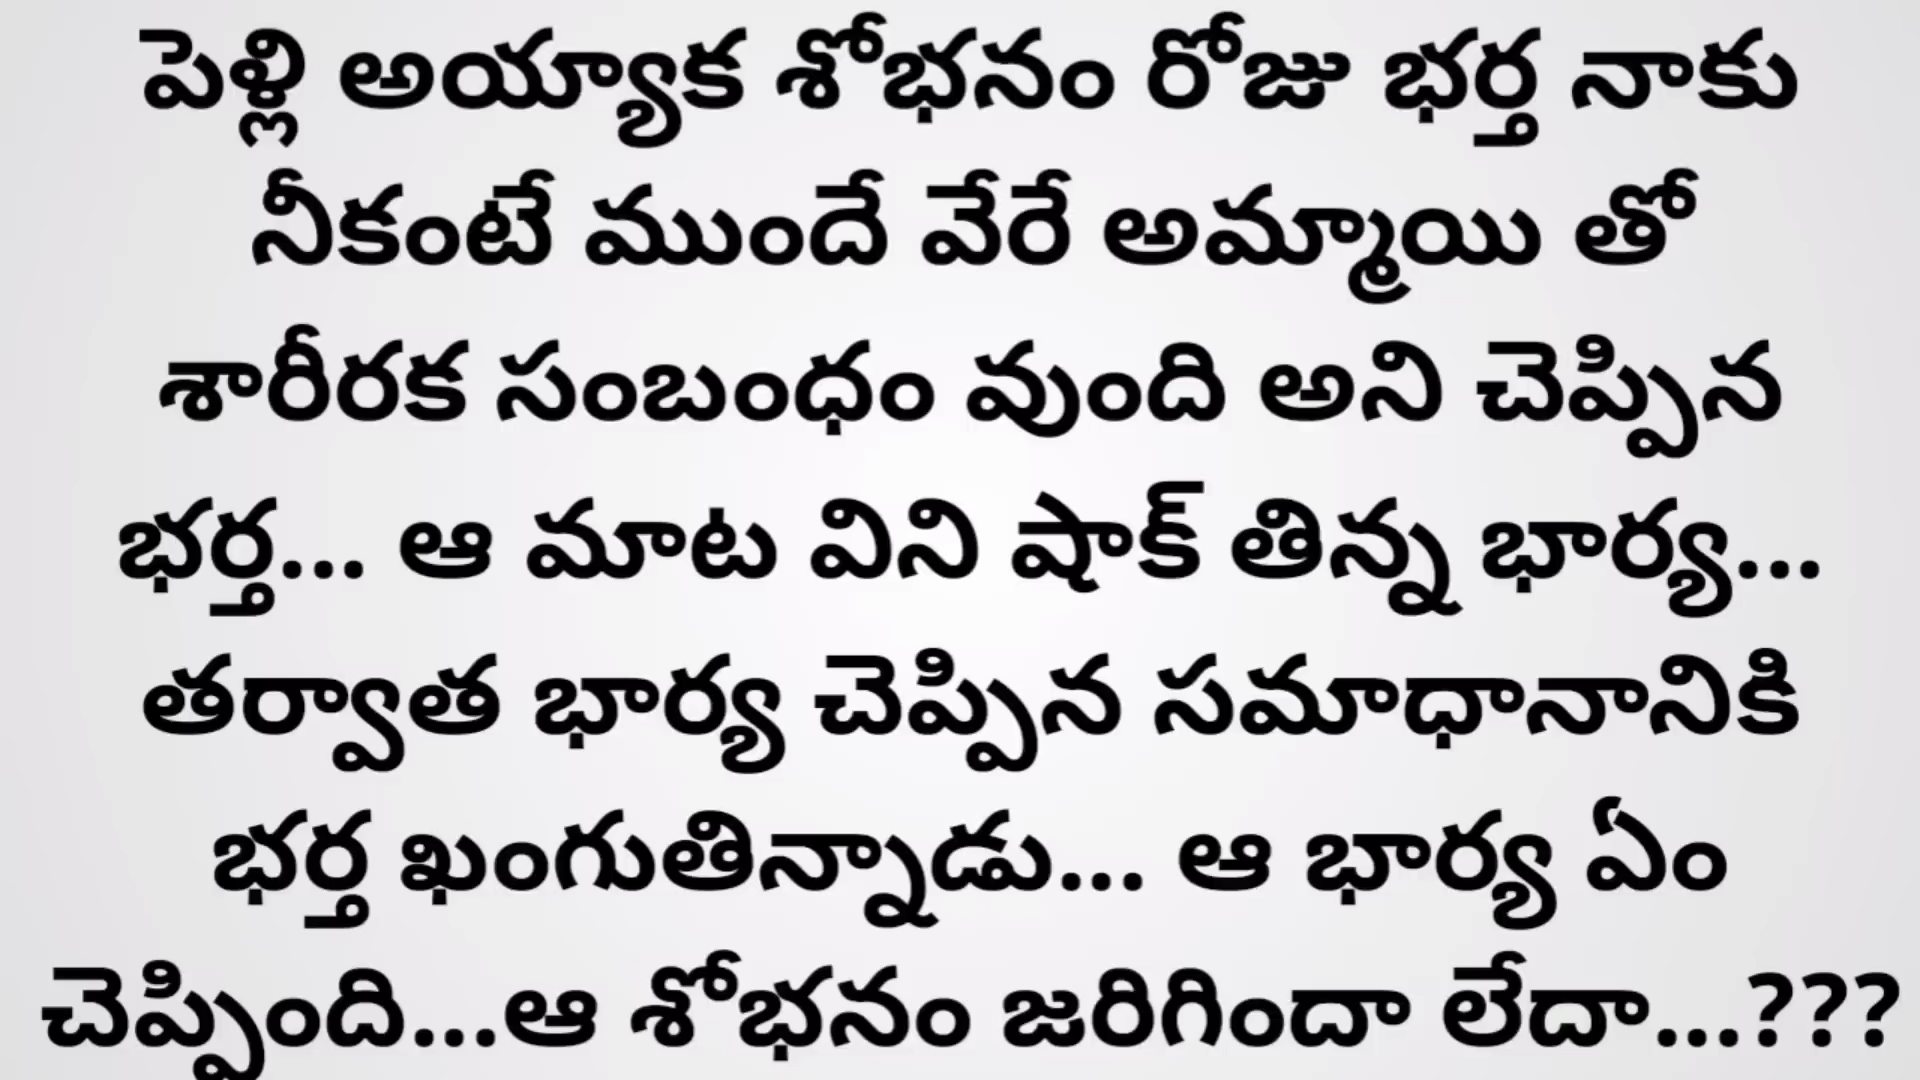 పెళ్లి అయ్యాక శోభనం రోజు భర్త నాకు
నీకంటే ముందే వేరే అమ్మాయి తో
శారీరక సంబంధం వుంది అని చెప్పిన
భర్త... ఆ మాట విని షాక్ తిన్న భార్య...
తర్వాత భార్య చెప్పిన సమాధానానికి
భర్త ఖంగుతిన్నాడు... ఆ భార్య ఏం
చెప్పింది...ఆ శోభనం జరిగిందా లేదా...???